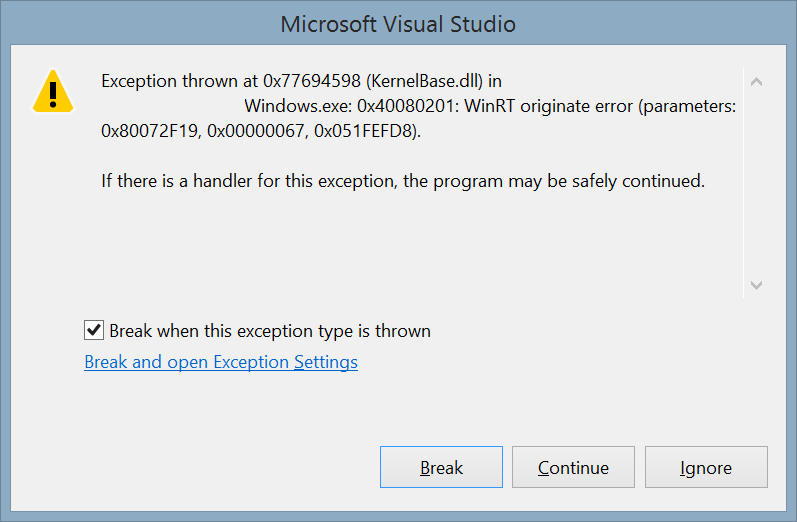 Microsoft Visual Studio
Exception thrown at 0x77694598 (KernelBase.dll) in
Windows.exe: 0x40080201: WinRT originate error (parameters:
0x80072F19, 0x00000067, 0x051FEFD8).
If there is a handler for this exception, the program may be safely continued.
Break when this exception type is thrown
Break and open Exception Settings
Break
Continue
Ignore